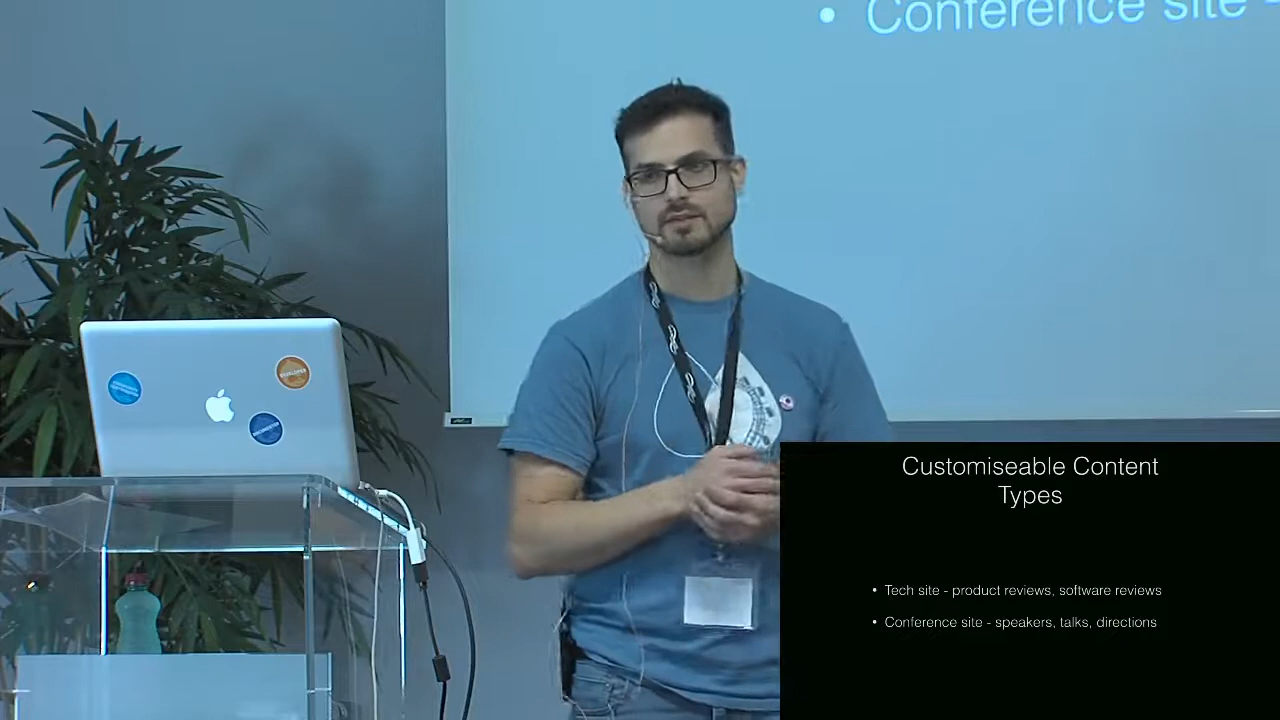 • Conference site -
Customiseable Content
Types
• Tech site - product reviews, software reviews
• Conference site - speakers, talks, directions